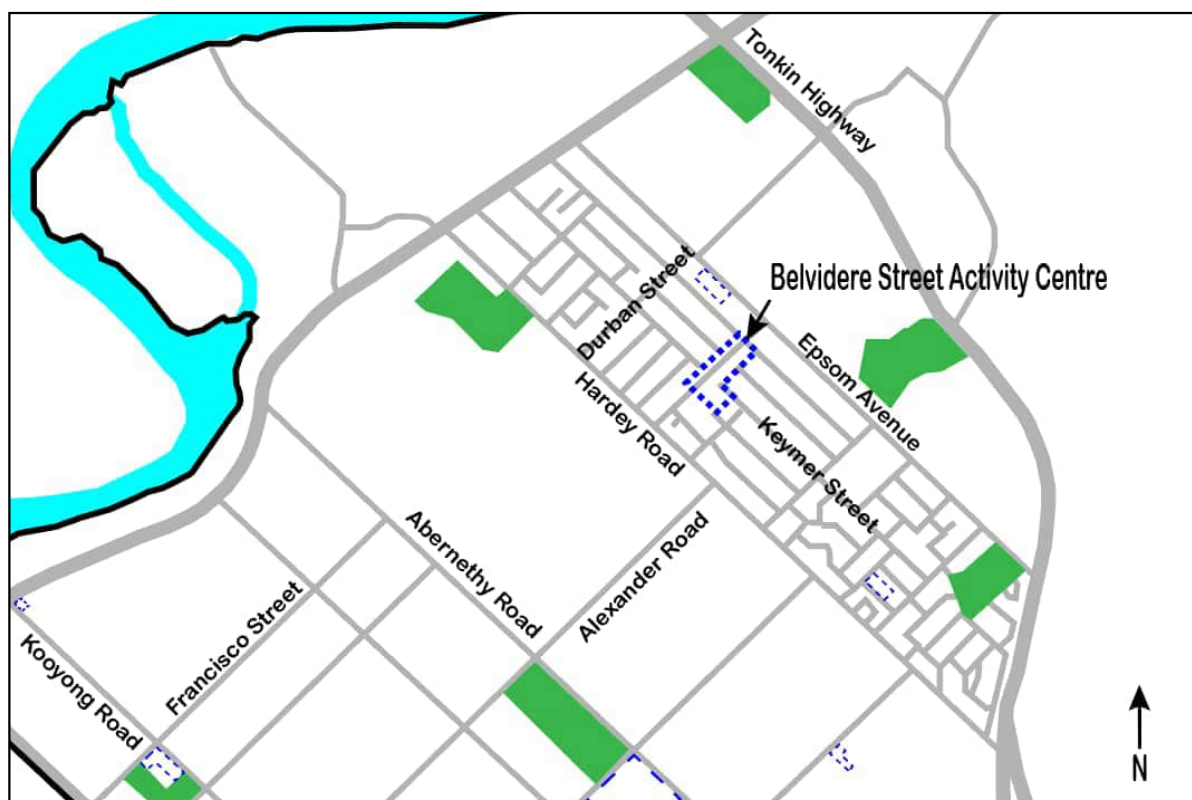 Tonkin Highway
Belvidere Street Activity Centre
Durban Street
Epsom Avenue
Hardey Road
Keymer Street
Abernethy Road
Alexander Road
Francisco Street
Kooyong Road
N